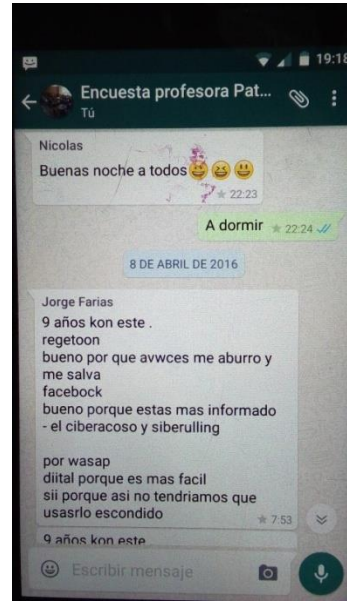 19:18
Encuesta profesora Pat...
Tú
Nicolas
Buenas noche a todos
22:23
A dormir
22:24
8 DE ABRIL DE 2016
Jorge Farias
9 años kon este .
regetoon
bueno por que avwces me aburro y
me salva
facebock
bueno porque estas mas informado
- el ciberacoso y siberulling
por wasap
diital porque es mas facil
sii porque asi no tendriamos que
usasrlo escondido
7:53
9 años kon este
Escribir mensaje